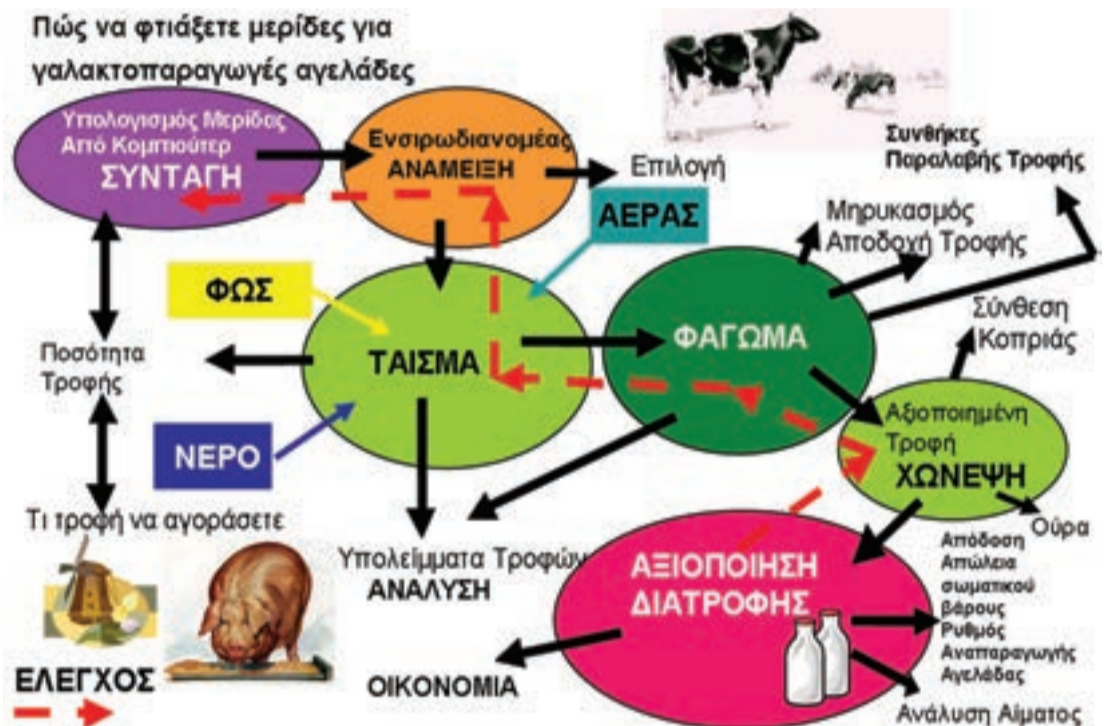 Πώς να φτιάξετε μερίδες για
γαλακτοπαραγωγές αγελάδες
Υπολογισμός Μερίδας
Από Κομπιούτερ
ΣΥΝΤΑΓΗ
Ενσιρωδιανομέας
ΑΝΑΜΕΙΞΗ
Επιλογή
Συνθήκες
Παραλαβής Τροφής
ΑΕΡΑΣ
Μηρυκασμός
Αποδοχή Τροφής
ΦΩΣ
ΤΑΙΣΜΑ
ΦΑΓΩΜΑ
Σύνθεση
Κοπριάς
Ποσότητα
Τροφής
ΝΕΡΟ
Αξιοποιημένη
Τροφή
ΧΩΝΕΨΗ
Τι τροφή να αγοράσετε
Ούρα
Υπολείμματα Τροφών
ΑΝΑΛΥΣΗ
ΑΞΙΟΠΟΙΗΣΗ
ΔΙΑΤΡΟΦΗΣ
Απόδοση
Απώλεια
σωματικού
βάρους
Ρυθμός
Αναπαραγωγής
Αγελάδας
ΕΛΕΓΧΟΣ
ΟΙΚΟΝΟΜΙΑ
Ανάλυση Αίματος